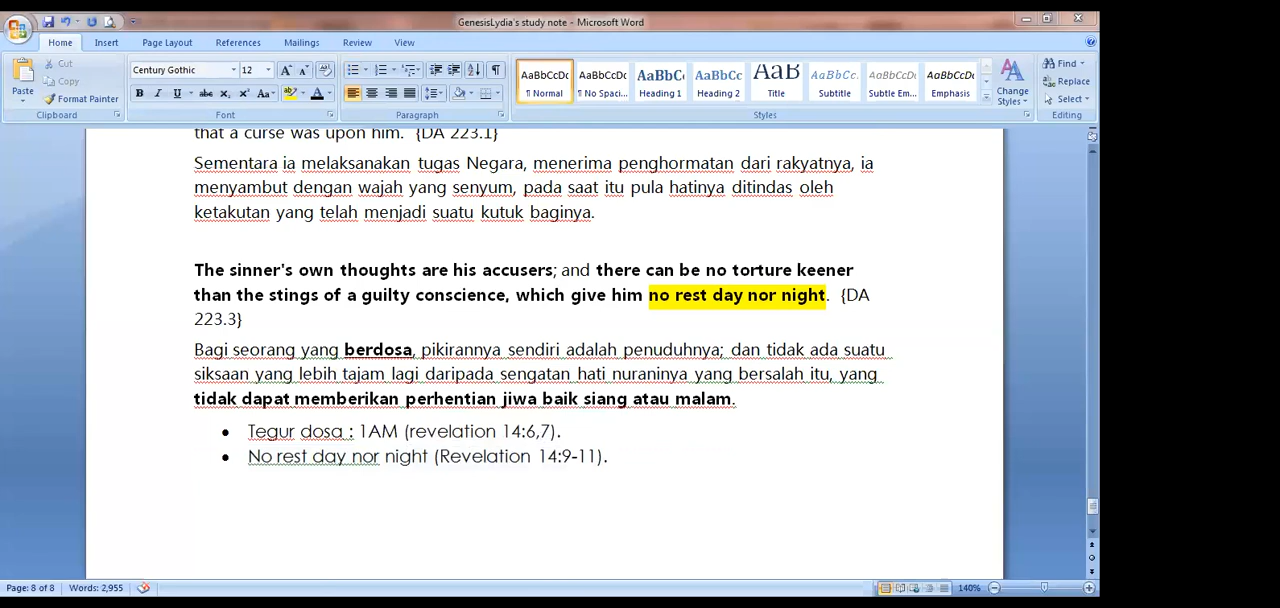 GenesisLydia's study note - Microsoft Word
Home Insert Page Layout References Mailings Review View
Paste
Cut
Copy
Format Painter
Clipboard
Century Gothic 12
Font
Paragraph
AaBbCcDc AaBbCcDc AaBbCc AaBbCc AaB AaBbCc. AaBbCcDc AaBbCcDc
¶ Normal ¶ No Spaci... Heading 1 Heading 2 Title Subtitle Subtle Em... Emphasis
Styles
Change Styles
Find
Replace
Select
Editing
that a curse was upon him. {DA 223.1}
Sementara ia melaksanakan tugas Negara, menerima penghormatan dari rakyatnya, ia
menyambut dengan wajah yang senyum, pada saat itu pula hatinya ditindas oleh
ketakutan yang telah menjadi suatu kutuk baginya.
The sinner's own thoughts are his accusers; and there can be no torture keener
than the stings of a guilty conscience, which give him no rest day nor night. {DA
223.3}
Bagi seorang yang berdosa, pikirannya sendiri adalah penuduhnya; dan tidak ada suatu
siksaan yang lebih tajam lagi daripada sengatan hati nuraninya yang bersalah itu, yang
tidak dapat memberikan perhentian jiwa baik siang atau malam.
• Tegur dosa : 1AM (revelation 14:6,7).
• No rest day nor night (Revelation 14:9-11).
Page: 8 of 8 Words: 2,955 140%